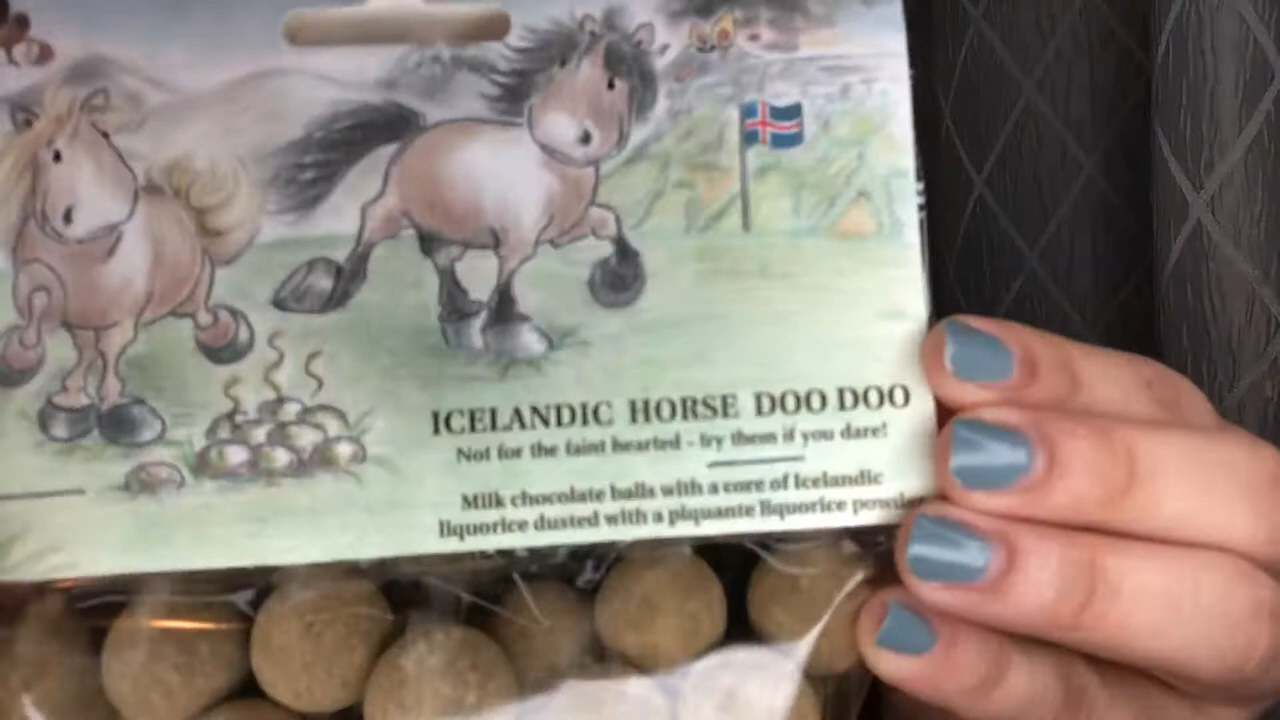 ICELANDIC HORSE DOO DOO
Not for the faint hearted - try them if you dare!
Milk chocolate balls with a core of Icelandic
liquorice dusted with a piquante liquorice powder